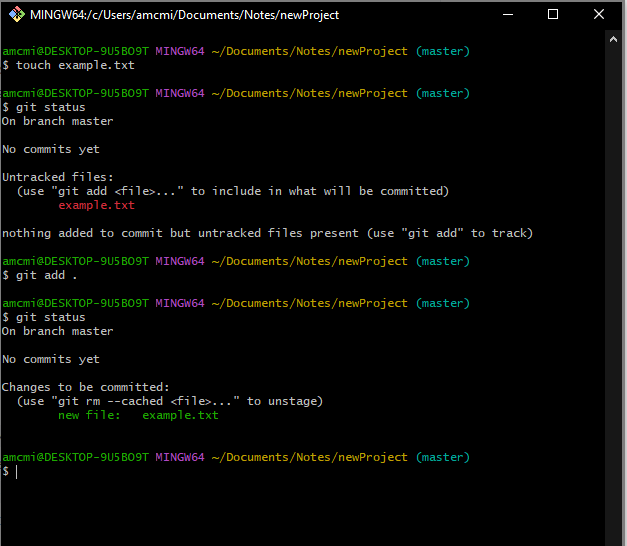 MINGW64:/c/Users/amcmi/Documents/Notes/newProject
amcmi@DESKTOP-9U5BO9T MINGW64 ~/Documents/Notes/newProject (master)
$ touch example.txt
amcmi@DESKTOP-9U5BO9T MINGW64 ~/Documents/Notes/newProject (master)
$ git status
On branch master
No commits yet
Untracked files:
(use "git add <file>..." to include in what will be committed)
example.txt
nothing added to commit but untracked files present (use "git add" to track)
amcmi@DESKTOP-9U5BO9T MINGW64 ~/Documents/Notes/newProject (master)
$ git add .
amcmi@DESKTOP-9U5BO9T MINGW64 ~/Documents/Notes/newProject (master)
$ git status
On branch master
No commits yet
Changes to be committed:
(use "git rm --cached <file>..." to unstage)
new file:   example.txt
amcmi@DESKTOP-9U5BO9T MINGW64 ~/Documents/Notes/newProject (master)
$